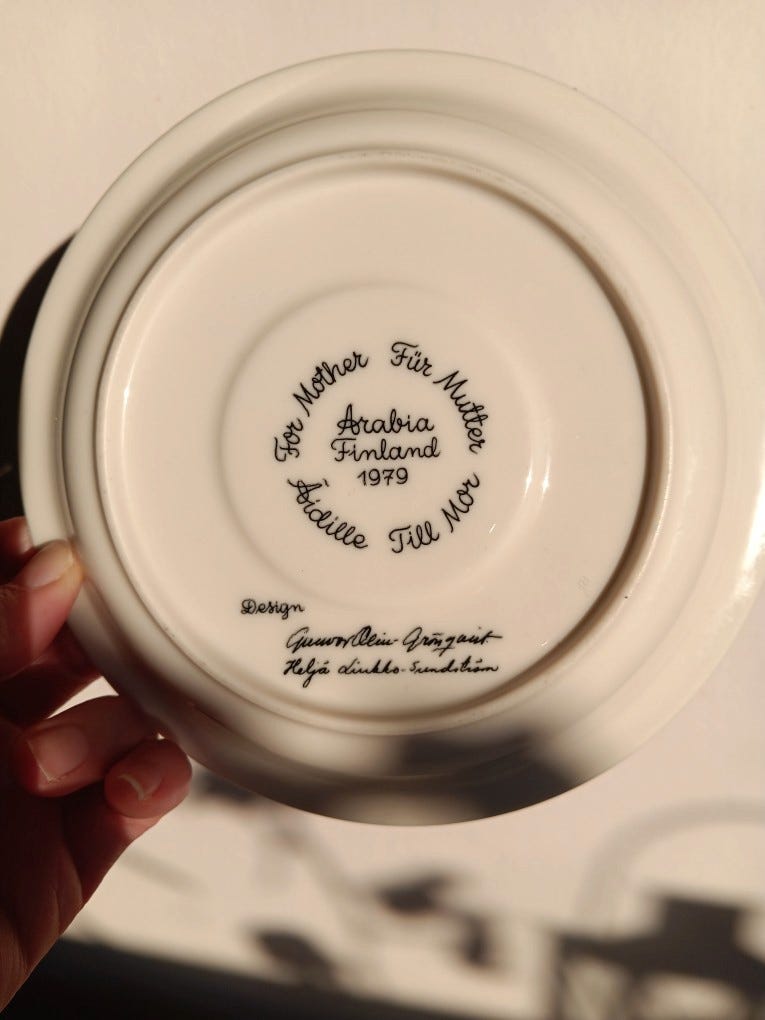 For Mother Für Mutter
Arabia
Finland
1979
Äidille Till Mor
Design
Gunvor Olin-Grönqvist
Heljä Liukko-Sundström